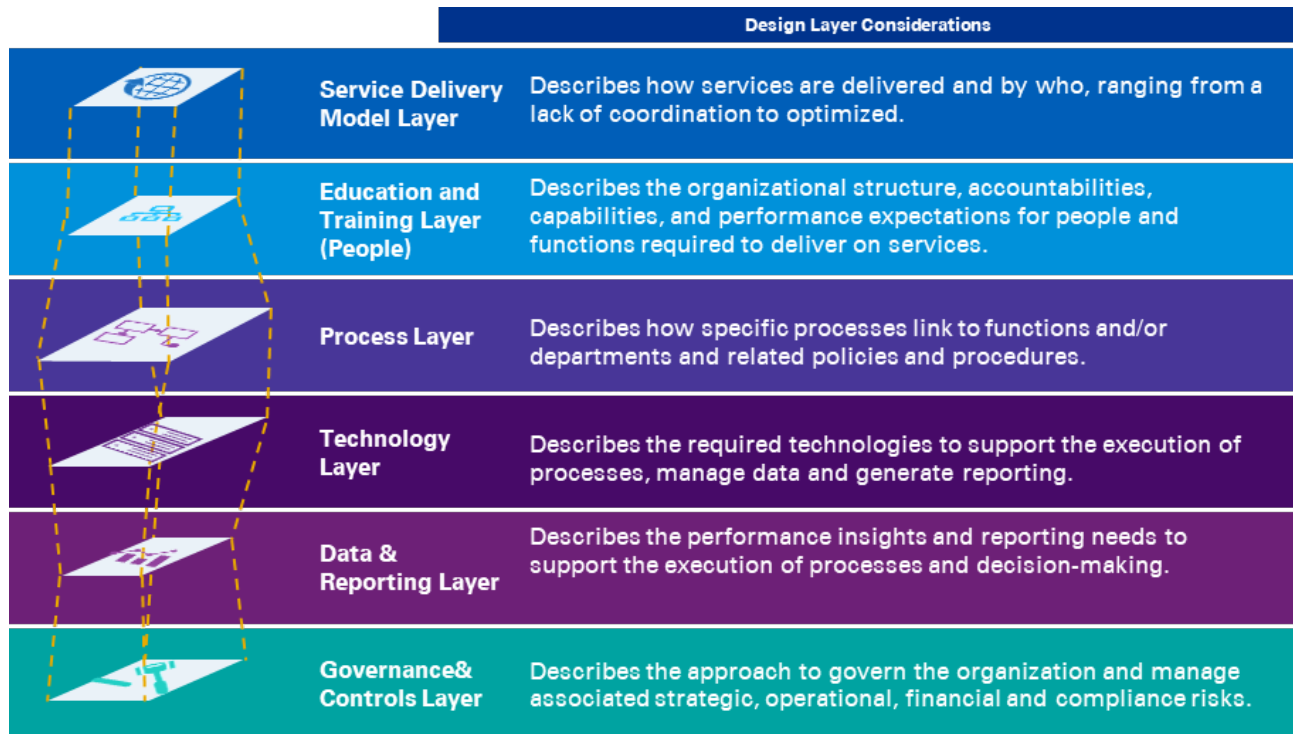 Design Layer Considerations
Service Delivery
Model Layer
Describes how services are delivered and by who, ranging from a
lack of coordination to optimized.
Education and
Training Layer
(People)
Describes the organizational structure, accountabilities,
capabilities, and performance expectations for people and
functions required to deliver on services.
Process Layer
Describes how specific processes link to functions and/or
departments and related policies and procedures.
Technology
Layer
Describes the required technologies to support the execution of
processes, manage data and generate reporting.
Data &
Reporting Layer
Describes the performance insights and reporting needs to
support the execution of processes and decision-making.
Governance&
Controls Layer
Describes the approach to govern the organization and manage
associated strategic, operational, financial and compliance risks.